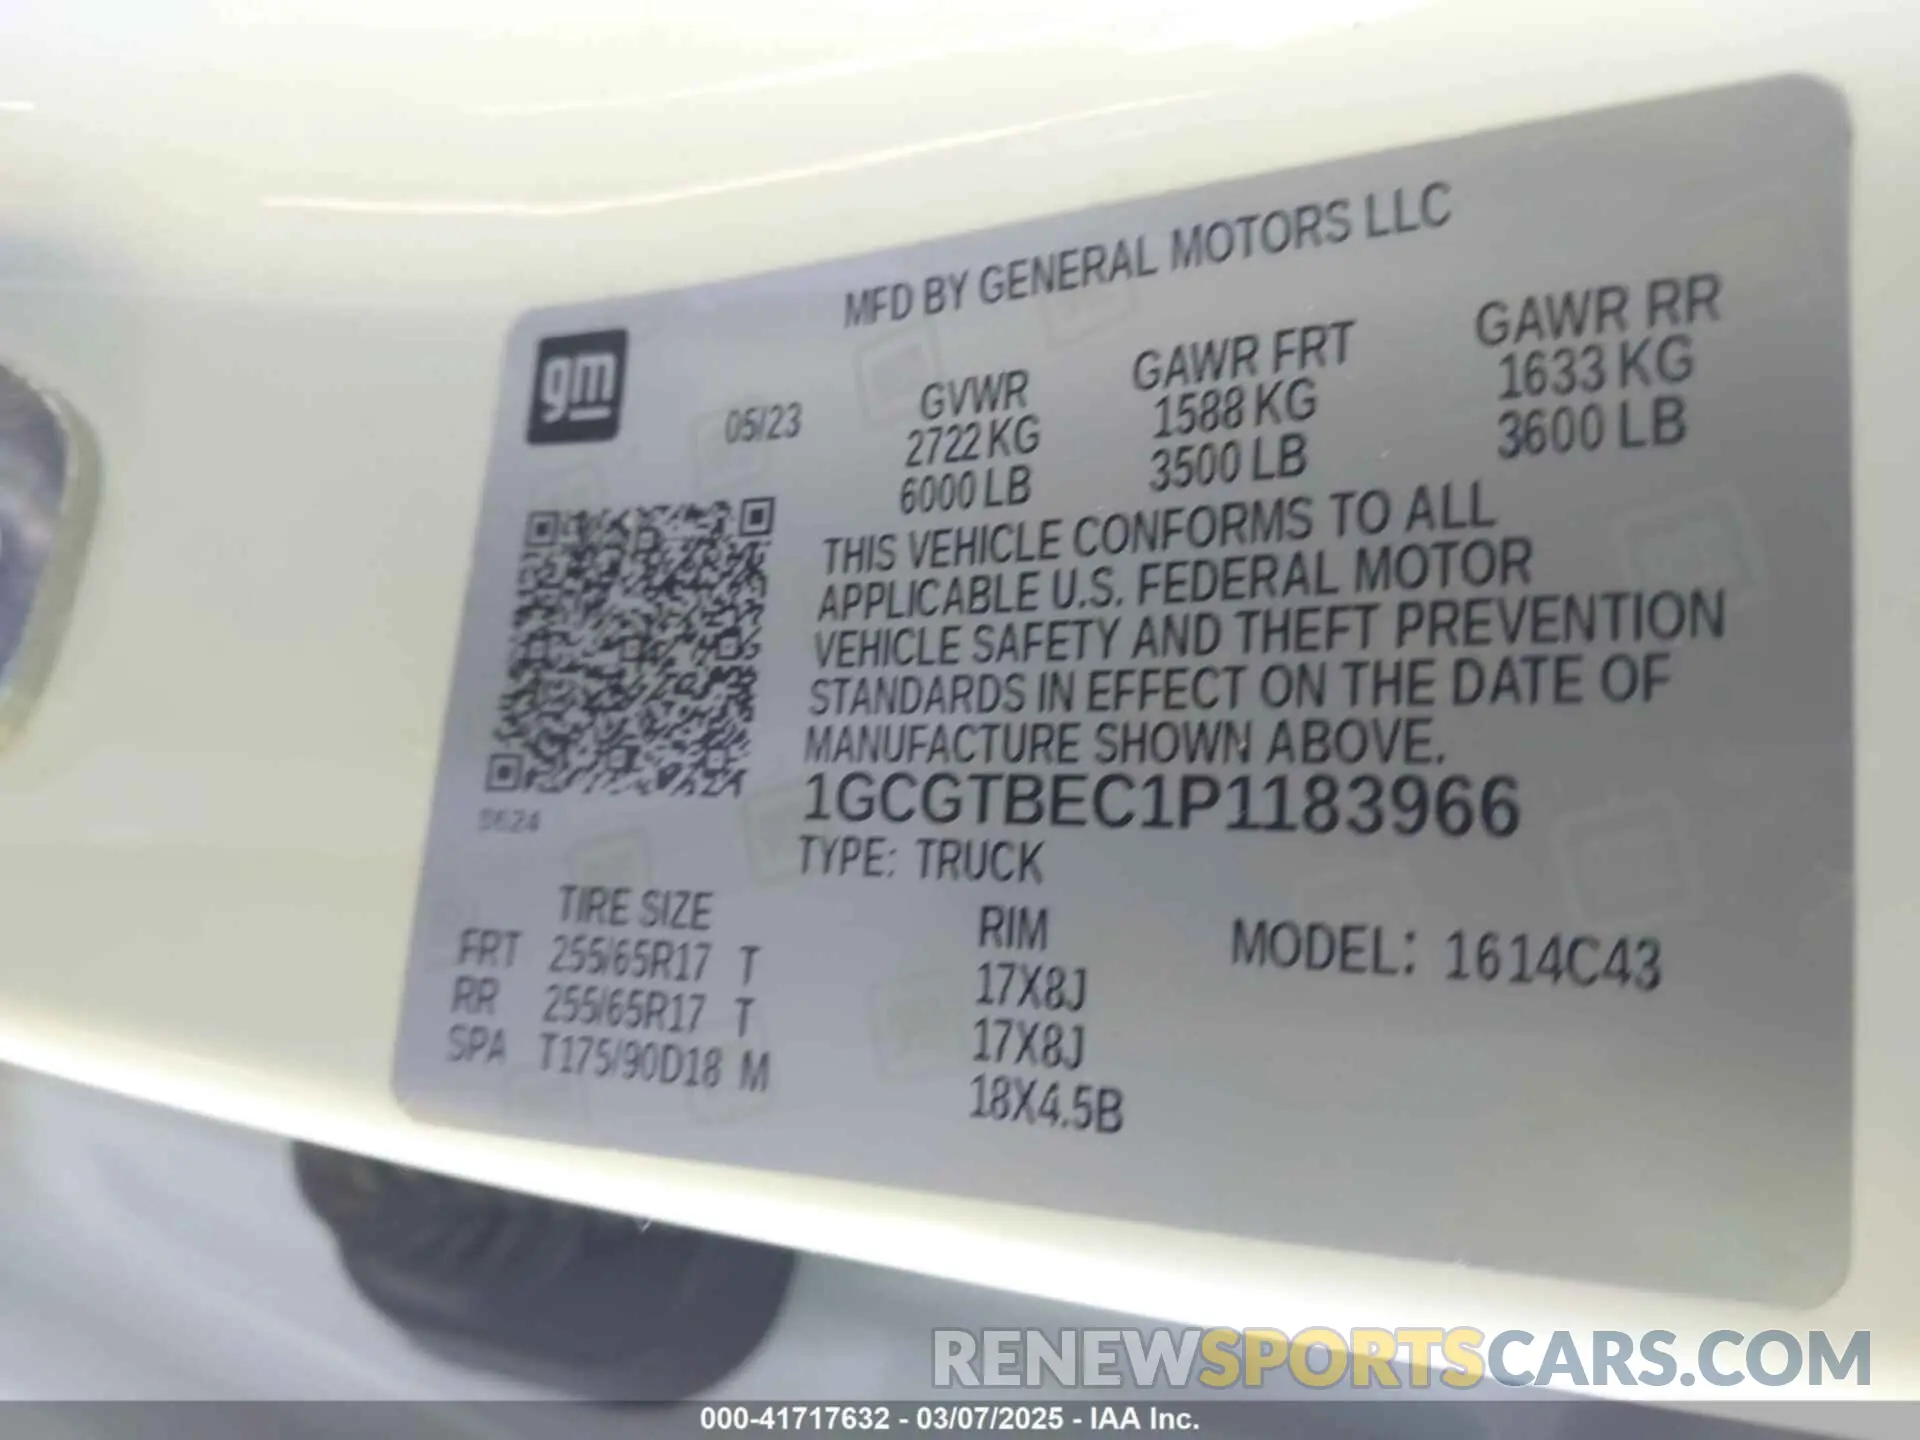 MFD BY GENERAL MOTORS LLC
gm
05/23
GVWR GAWR FRT GAWR RR
2722 KG 1588 KG 1633 KG
6000 LB 3500 LB 3600 LB
THIS VEHICLE CONFORMS TO ALL
APPLICABLE U.S. FEDERAL MOTOR
VEHICLE SAFETY AND THEFT PREVENTION
STANDARDS IN EFFECT ON THE DATE OF
MANUFACTURE SHOWN ABOVE.
1GCGTBEC1P1183966
TYPE: TRUCK
TIRE SIZE RIM MODEL: 1614C43
FRT 255/65R17 T 17X8J
RR 255/65R17 T 17X8J
SPA T175/90D18 M 18X4.5B
RENEWSPORTSCARS.COM
000-41717632 - 03/07/2025 - IAA Inc.